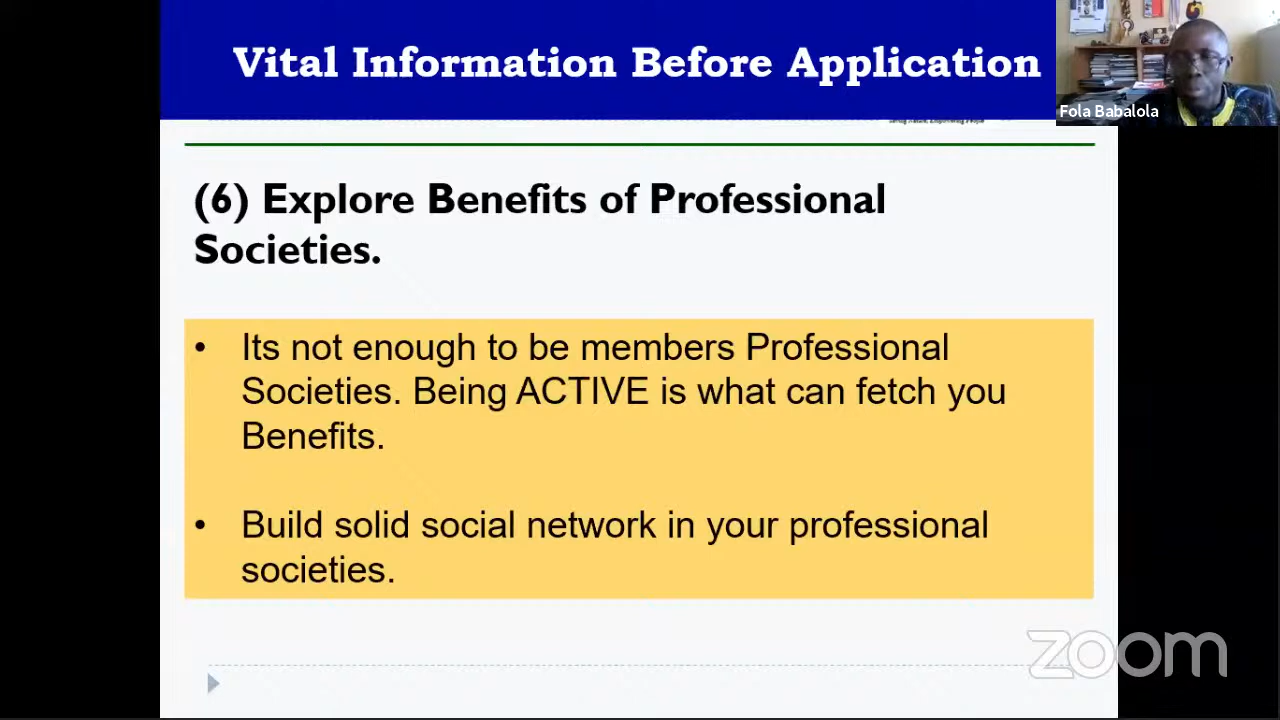 Vital Information Before Application
Fola Babalola
(6) Explore Benefits of Professional
Societies.
• Its not enough to be members Professional
Societies. Being ACTIVE is what can fetch you
Benefits.
• Build solid social network in your professional
societies.
zoom